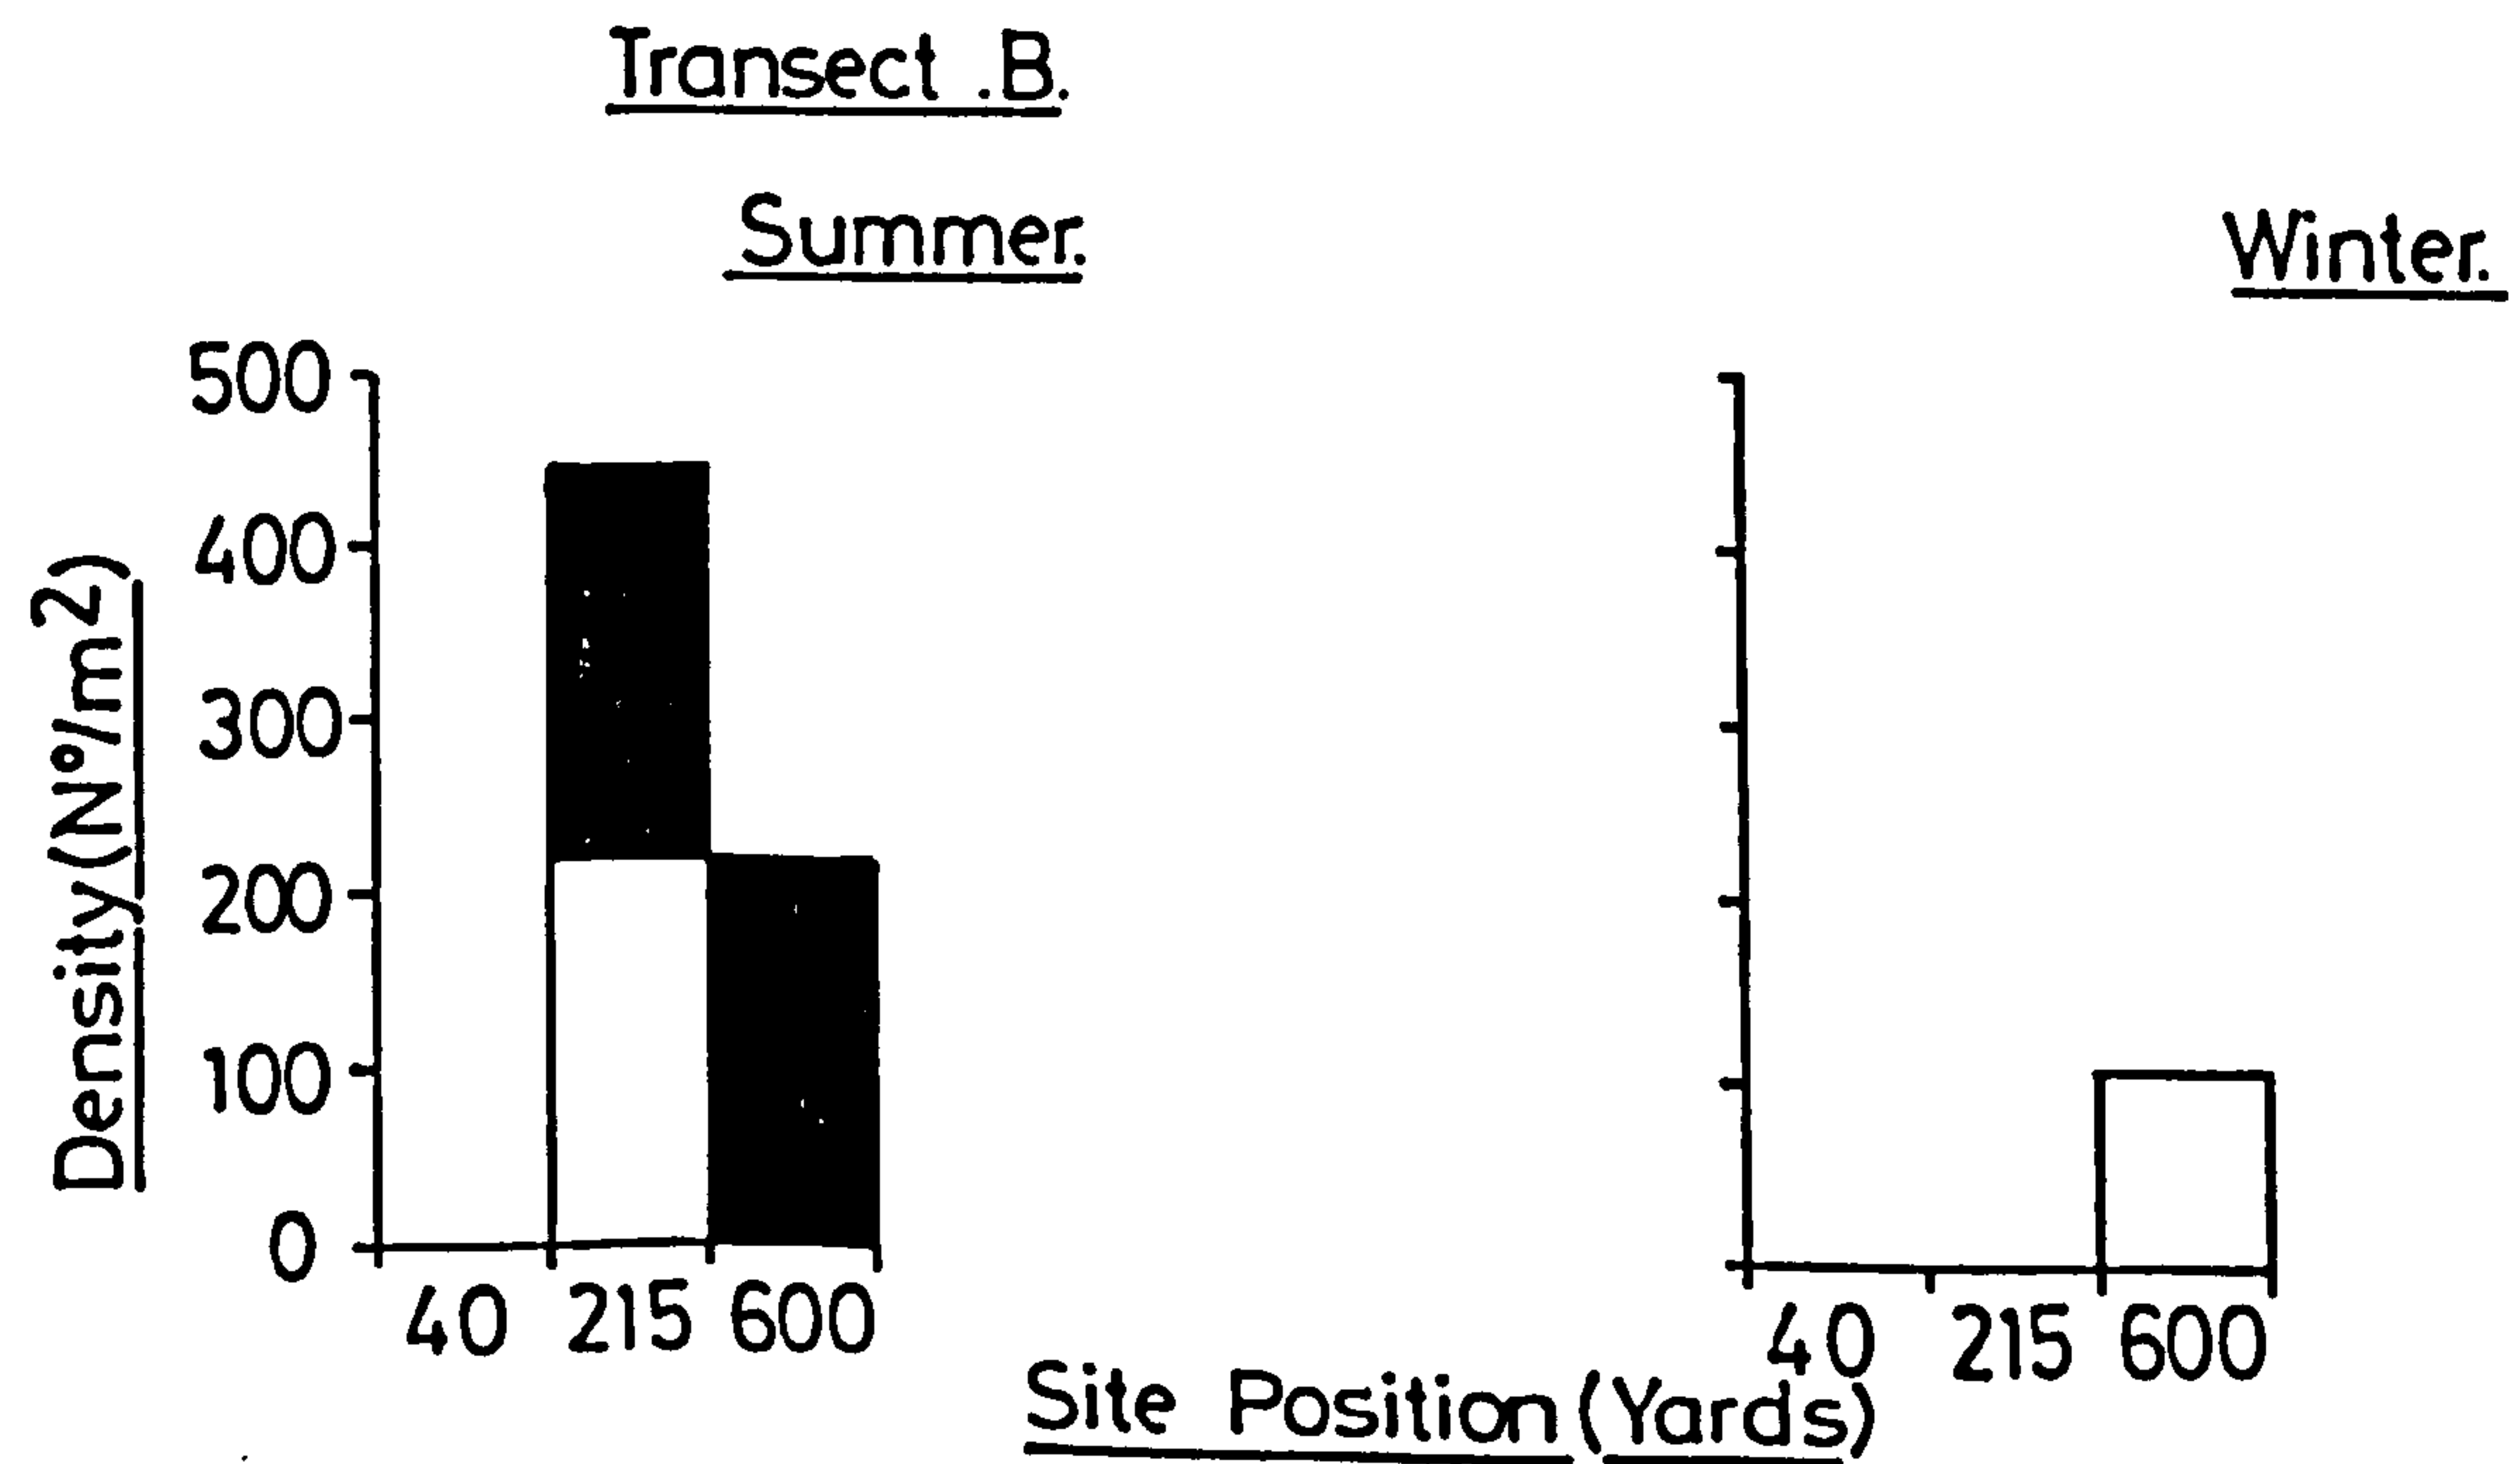 Transect .B.
Summer.
Winter.
Density (Nº/m²)
500
400
300
200
100
0
40 215 600
40 215 600
Site Position (Yards)